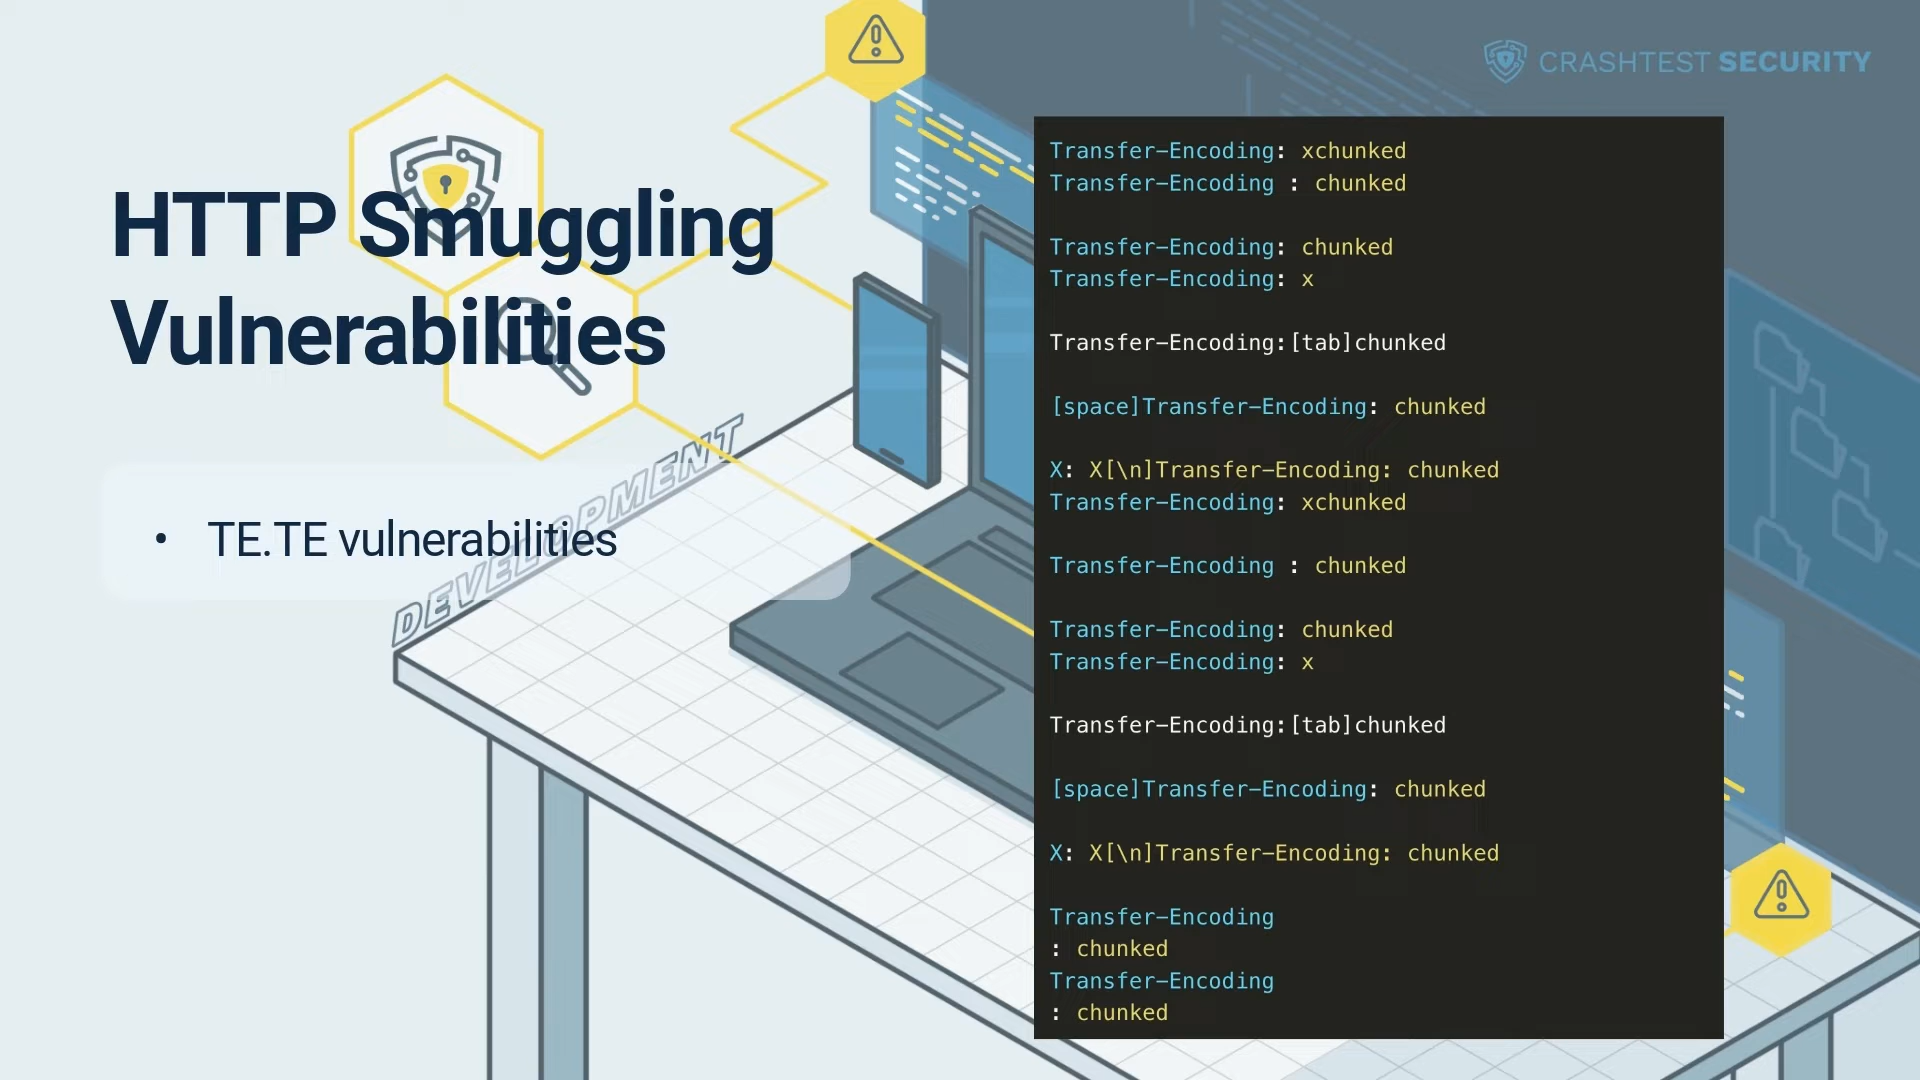 CRASHTEST SECURITY
HTTP Smuggling
Vulnerabilities
DEVELOPMENT
• TE.TE vulnerabilities
Transfer-Encoding: xchunked
Transfer-Encoding : chunked
Transfer-Encoding: chunked
Transfer-Encoding: x
Transfer-Encoding:[tab]chunked
[space]Transfer-Encoding: chunked
X: X[\n]Transfer-Encoding: chunked
Transfer-Encoding: xchunked
Transfer-Encoding : chunked
Transfer-Encoding: chunked
Transfer-Encoding: x
Transfer-Encoding:[tab]chunked
[space]Transfer-Encoding: chunked
X: X[\n]Transfer-Encoding: chunked
Transfer-Encoding
: chunked
Transfer-Encoding
: chunked